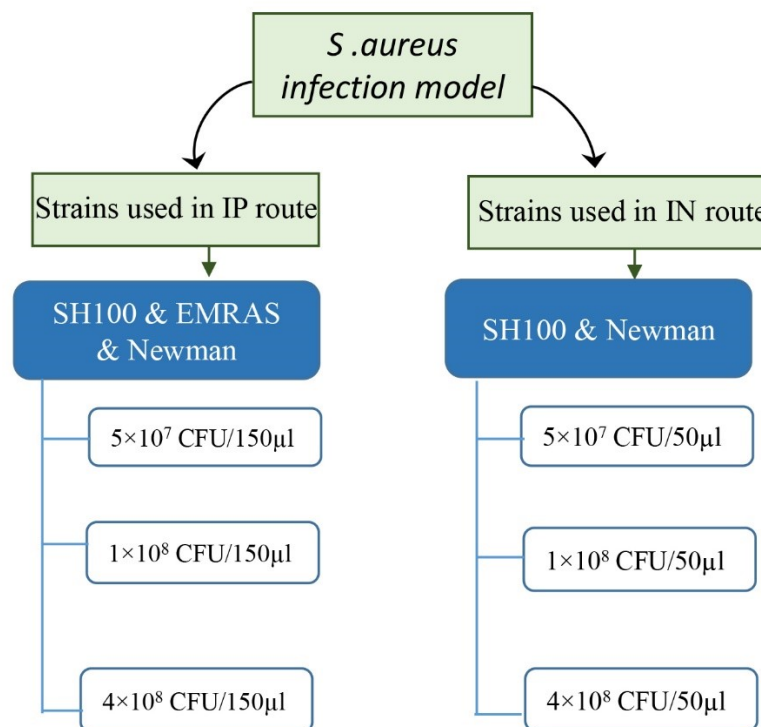 S .aureus
infection model
Strains used in IP route
Strains used in IN route
SH100 & EMRAS
& Newman
SH100 & Newman
5×10⁷ CFU/150µl
5×10⁷ CFU/50µl
1×10⁸ CFU/150µl
1×10⁸ CFU/50µl
4×10⁸ CFU/150µl
4×10⁸ CFU/50µl